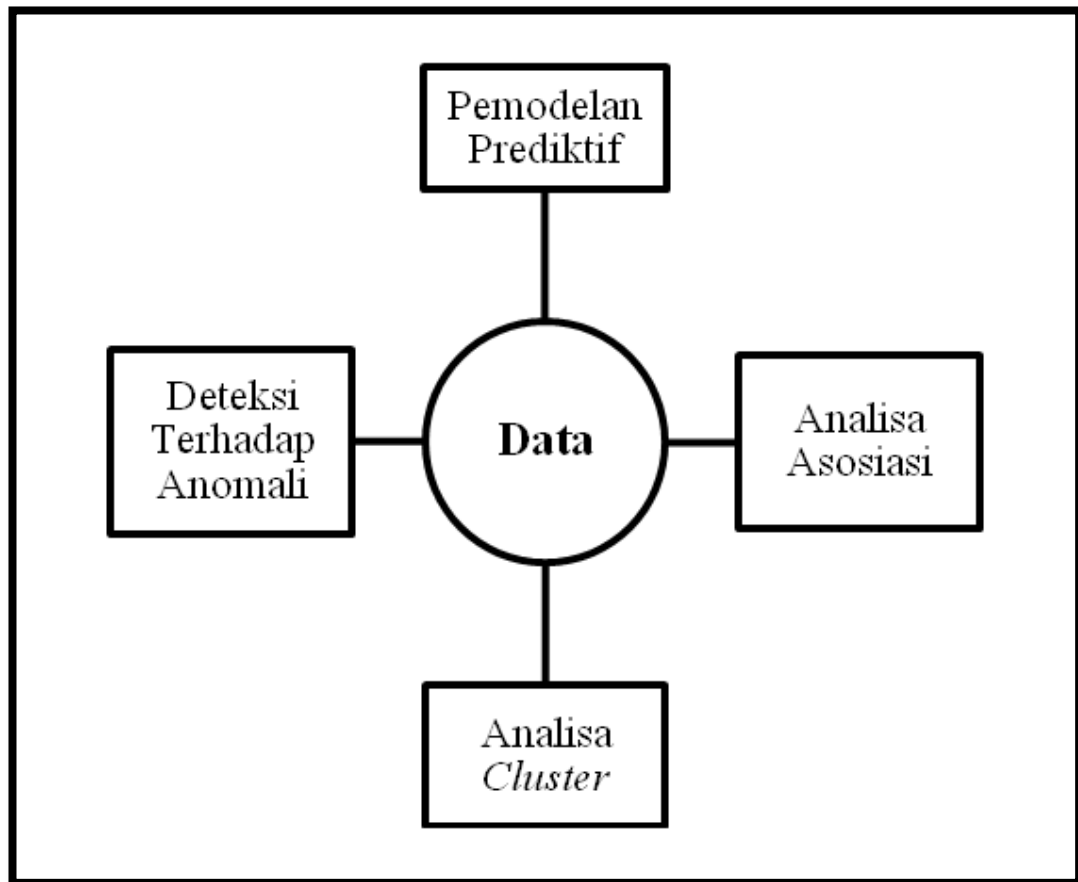 Pemodelan
Prediktif
Deteksi
Terhadap
Anomali
Data
Analisa
Asosiasi
Analisa
Cluster